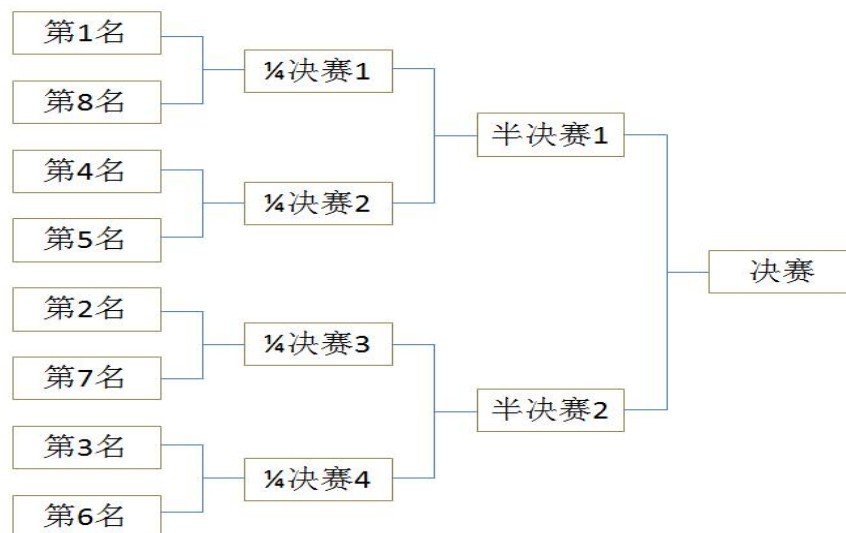 第1名
第8名
第4名
第5名
第2名
第7名
第3名
第6名
¼决赛1
¼决赛2
¼决赛3
¼决赛4
半决赛1
半决赛2
决赛